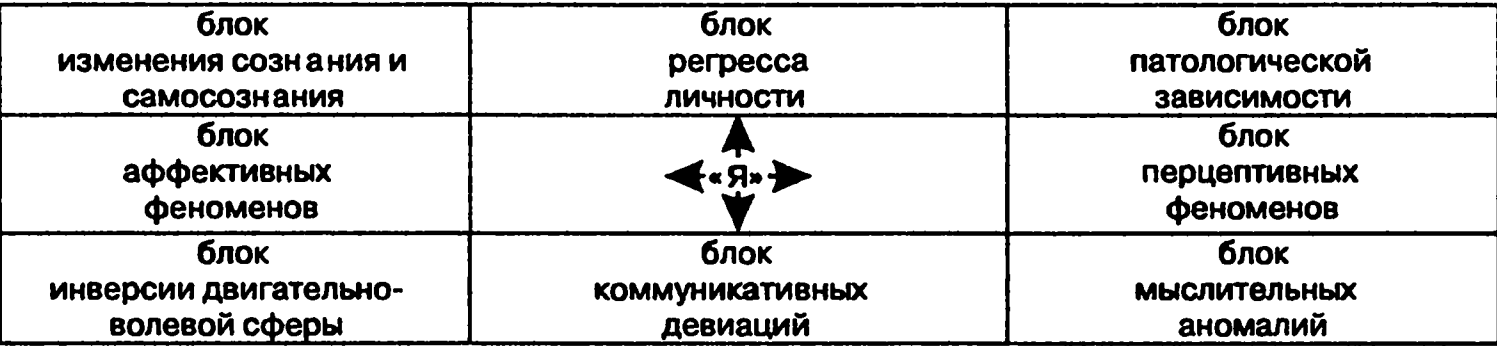 блок
изменения сознания и
самосознания
блок
регресса
личности
блок
патологической
зависимости
блок
аффективных
феноменов
«Я»
блок
перцептивных
феноменов
блок
инверсии двигательно-
волевой сферы
блок
коммуникативных
девиаций
блок
мыслительных
аномалий